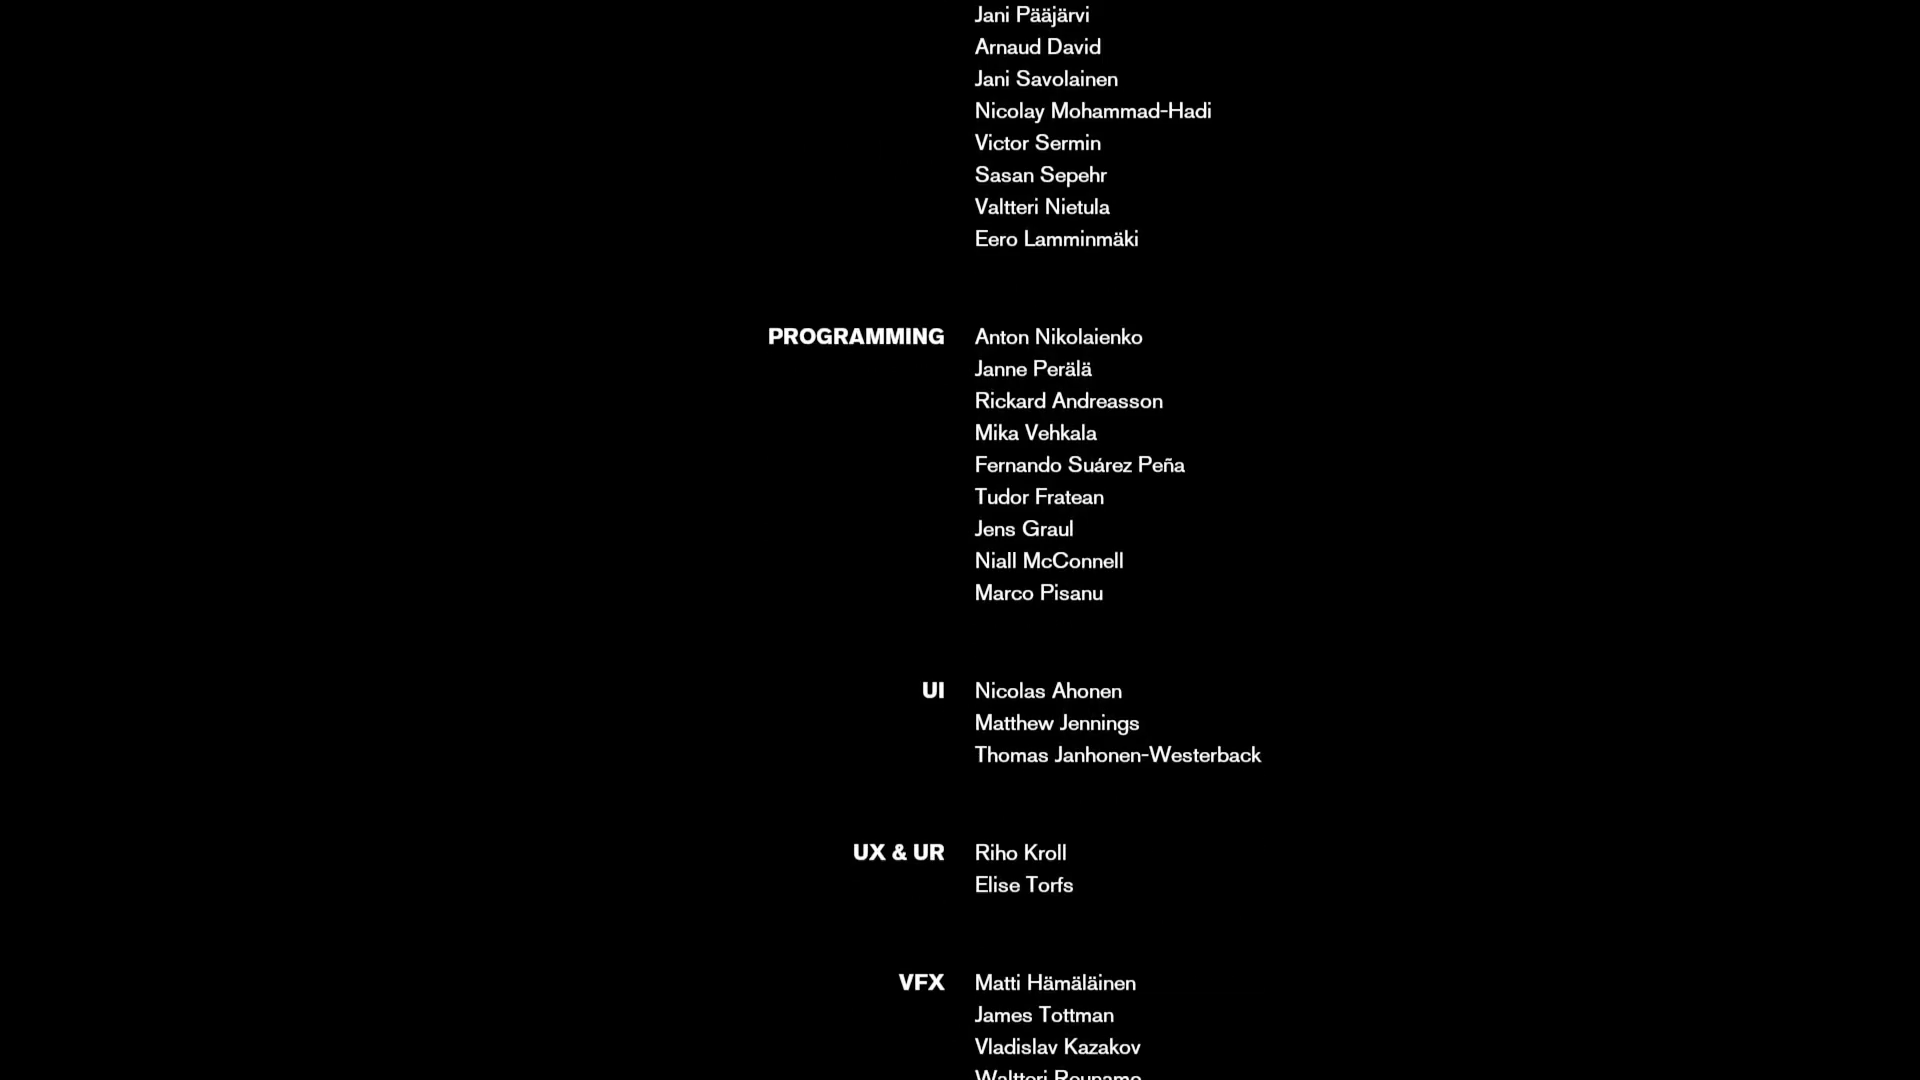 Jani Pääjärvi
Arnaud David
Jani Savolainen
Nicolay Mohammad-Hadi
Victor Sermin
Sasan Sepehr
Valtteri Nietula
Eero Lamminmäki
PROGRAMMING Anton Nikolaienko
Janne Perälä
Rickard Andreasson
Mika Vehkala
Fernando Suárez Peña
Tudor Fratean
Jens Graul
Niall McConnell
Marco Pisanu
UI Nicolas Ahonen
Matthew Jennings
Thomas Janhonen-Westerback
UX & UR Riho Kroll
Elise Torfs
VFX Matti Hämäläinen
James Tottman
Vladislav Kazakov